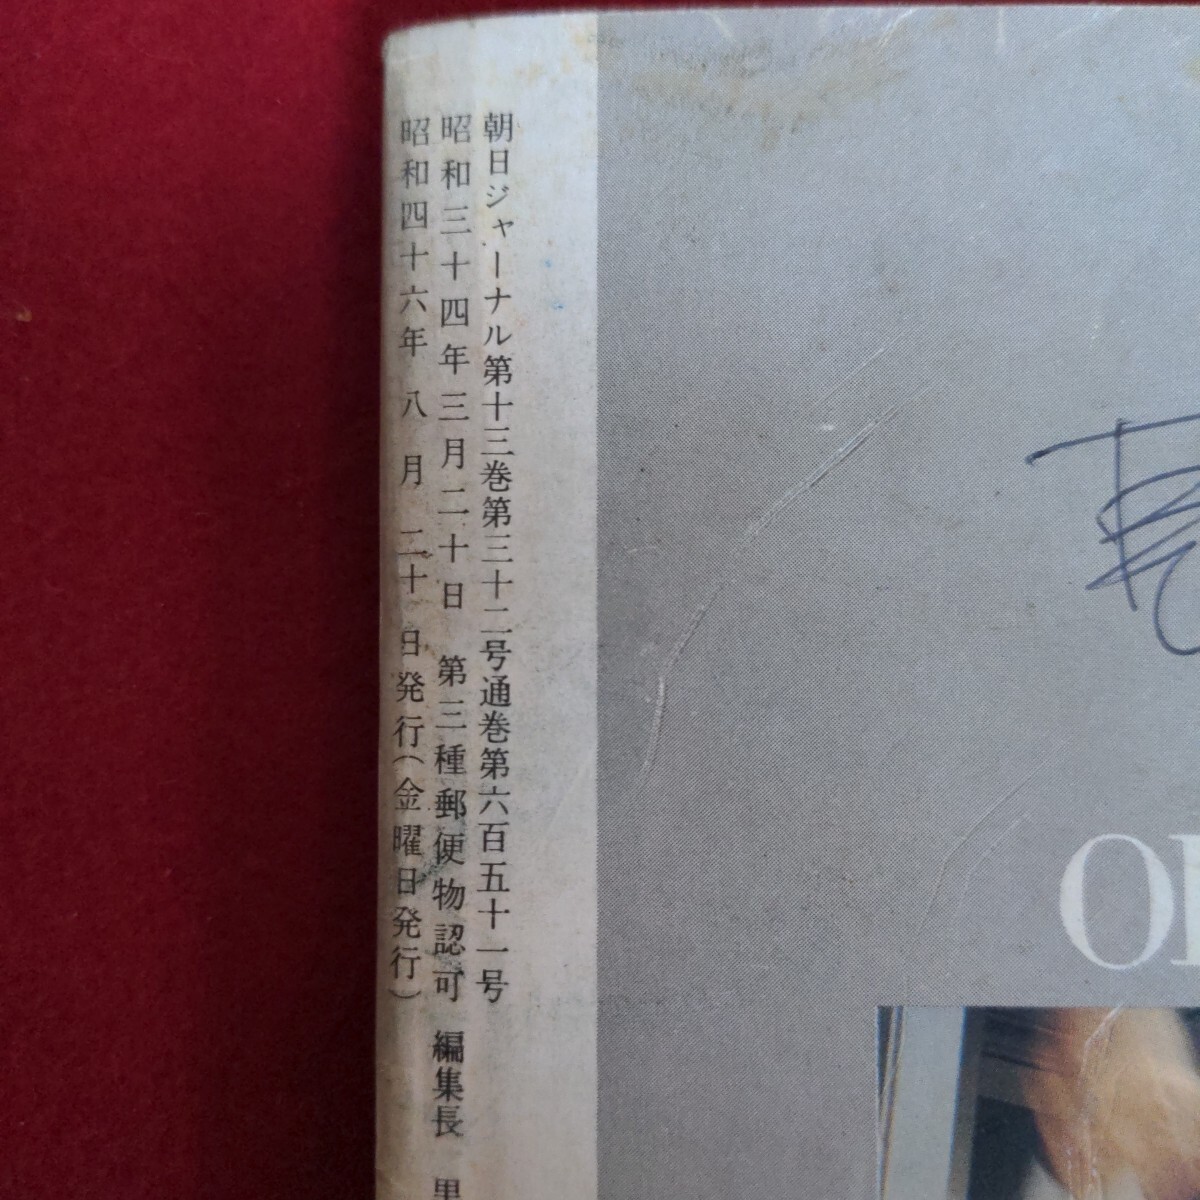 朝日ジャーナル第十三巻第三十二号通巻第六百五十一号
昭和三十四年三月二十日 第三種郵便物認可 編集長
昭和四十六年 八月 二十日発行(金曜日発行)